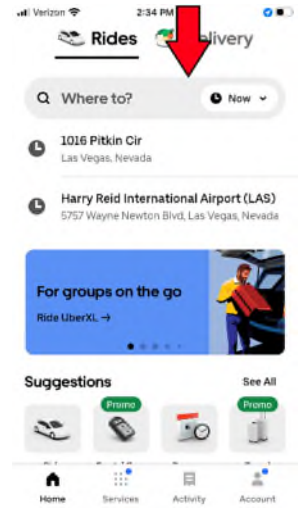 Verizon 2:34 PM
Rides Delivery
Where to? Now
1016 Pitkin Cir
Las Vegas, Nevada
Harry Reid International Airport (LAS)
5757 Wayne Newton Blvd, Las Vegas, Nevada
For groups on the go
Ride UberXL →
Suggestions See All
Promo Promo
Home Services Activity Account